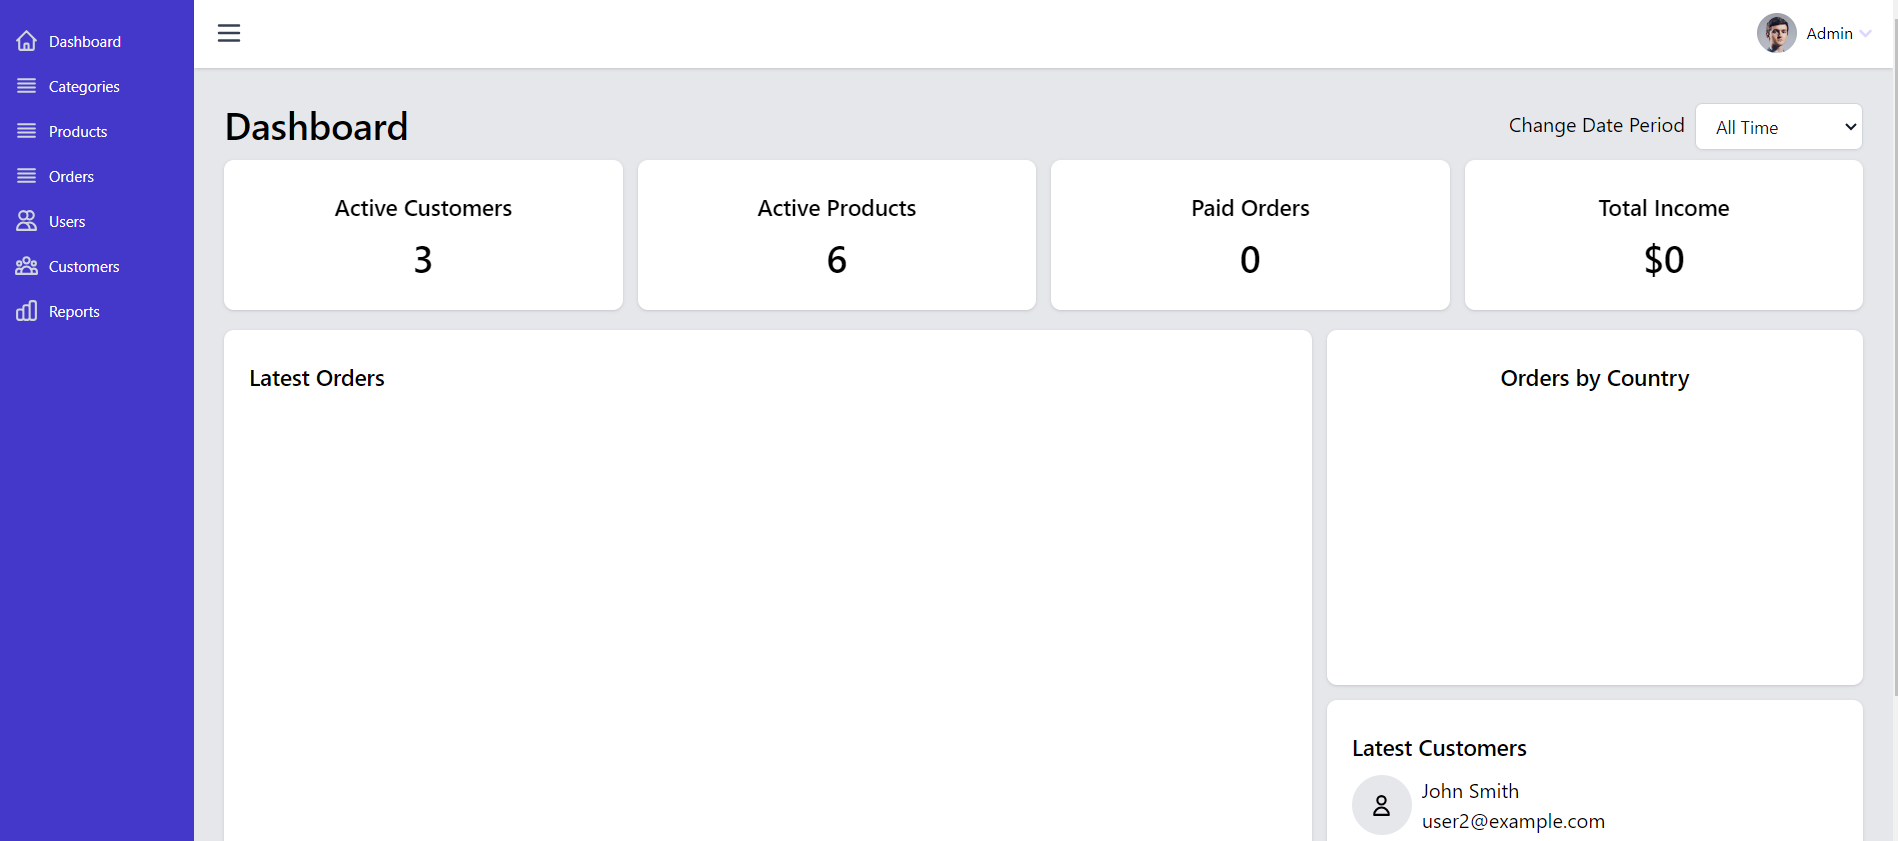 Dashboard
Categories
Products
Orders
Users
Customers
Reports
Admin
Dashboard
Change Date Period
All Time
Active Customers
3
Active Products
6
Paid Orders
0
Total Income
$0
Latest Orders
Orders by Country
Latest Customers
John Smith
user2@example.com